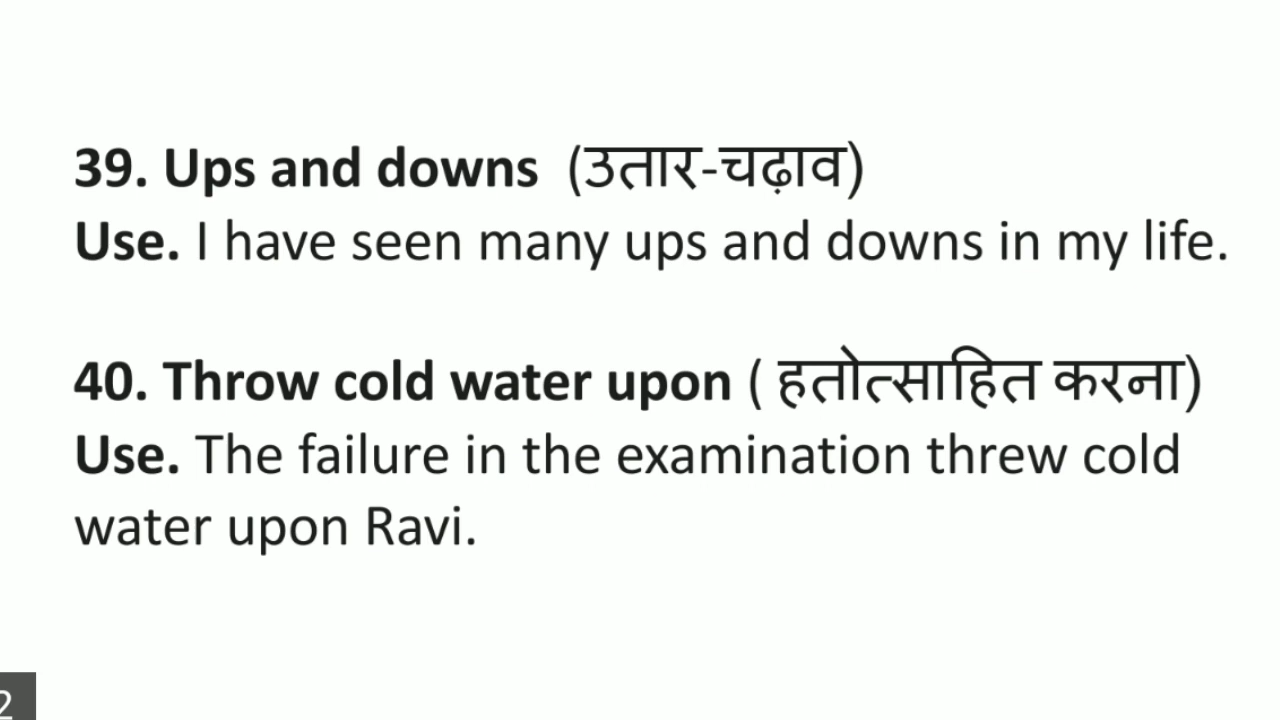 39. Ups and downs (उतार-चढ़ाव)
Use. I have seen many ups and downs in my life.
40. Throw cold water upon ( हतोत्साहित करना)
Use. The failure in the examination threw cold
water upon Ravi.
2